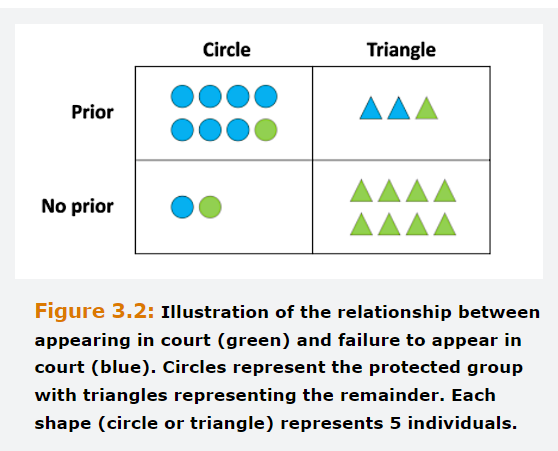 Circle Triangle
Prior
No prior
Figure 3.2: Illustration of the relationship between
appearing in court (green) and failure to appear in
court (blue). Circles represent the protected group
with triangles representing the remainder. Each
shape (circle or triangle) represents 5 individuals.